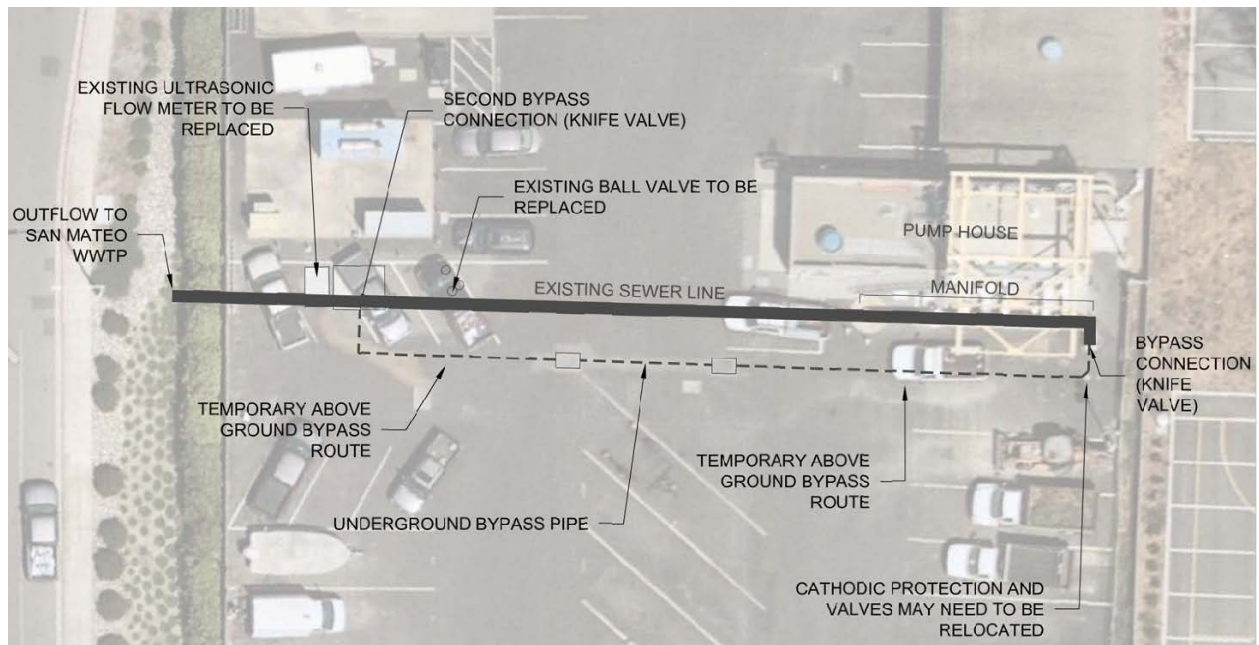 EXISTING ULTRASONIC
FLOW METER TO BE
REPLACED
SECOND BYPASS
CONNECTION (KNIFE VALVE)
EXISTING BALL VALVE TO BE
REPLACED
OUTFLOW TO
SAN MATEO
WWTP
PUMP HOUSE
EXISTING SEWER LINE
MANIFOLD
BYPASS
CONNECTION
(KNIFE
VALVE)
TEMPORARY ABOVE
GROUND BYPASS
ROUTE
TEMPORARY ABOVE
GROUND BYPASS
ROUTE
UNDERGROUND BYPASS PIPE
CATHODIC PROTECTION AND
VALVES MAY NEED TO BE
RELOCATED